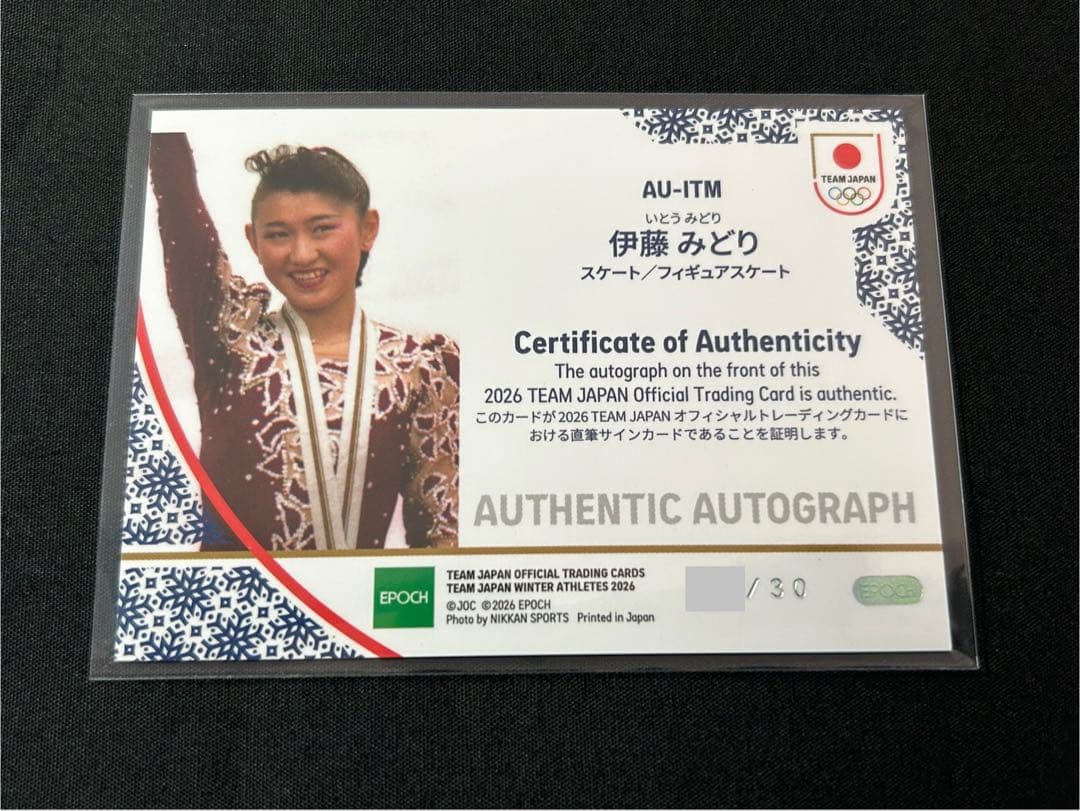 TEAM JAPAN
AU-ITM
いとう みどり
伊藤 みどり
スケート／フィギュアスケート
Certificate of Authenticity
The autograph on the front of this
2026 TEAM JAPAN Official Trading Card is authentic.
このカードが2026 TEAM JAPAN オフィシャルトレーディングカードに
おける直筆サインカードであることを証明します。
AUTHENTIC AUTOGRAPH
EPOCH
TEAM JAPAN OFFICIAL TRADING CARDS
TEAM JAPAN WINTER ATHLETES 2026
©JOC ©2026 EPOCH
Photo by NIKKAN SPORTS Printed in Japan
/30
EPOCH